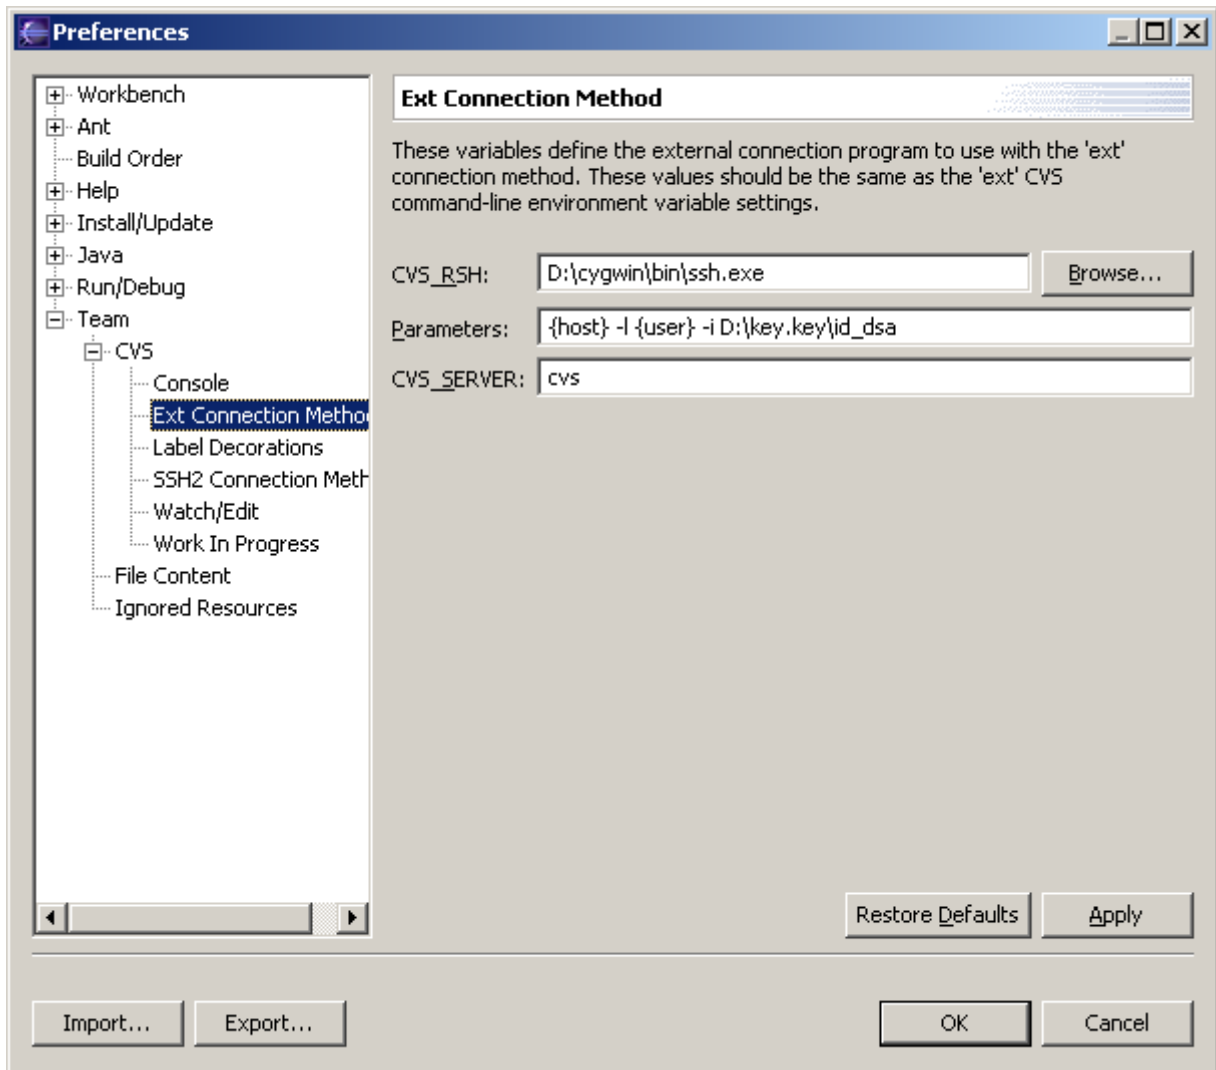 Preferences
Workbench
Ant
Build Order
Help
Install/Update
Java
Run/Debug
Team
CVS
Console
Ext Connection Metho
Label Decorations
SSH2 Connection Meth
Watch/Edit
Work In Progress
File Content
Ignored Resources
Ext Connection Method
These variables define the external connection program to use with the 'ext'
connection method. These values should be the same as the 'ext' CVS
command-line environment variable settings.
CVS_RSH: D:\cygwin\bin\ssh.exe Browse...
Parameters: {host} -l {user} -i D:\key.key\id_dsa
CVS_SERVER: cvs
Restore Defaults Apply
Import... Export... OK Cancel